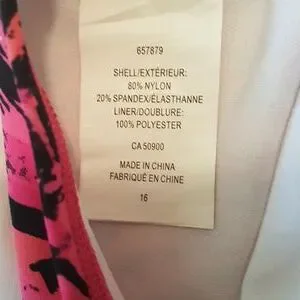 657879
SHELL/EXTÉRIEUR:
80% NYLON
20% SPANDEX/ÉLASTHANNE
LINER/DOUBLURE:
100% POLYESTER
CA 50900
MADE IN CHINA
FABRIQUÉ EN CHINE
16